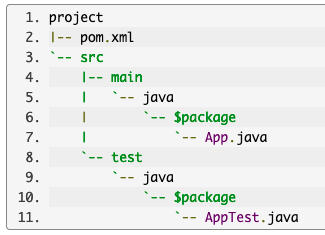 1. project
2. |-- pom.xml
3. `-- src
4.     |-- main
5.     |   `-- java
6.     |       `-- $package
7.     |           `-- App.java
8.     `-- test
9.         `-- java
10.             `-- $package
11.                 `-- AppTest.java